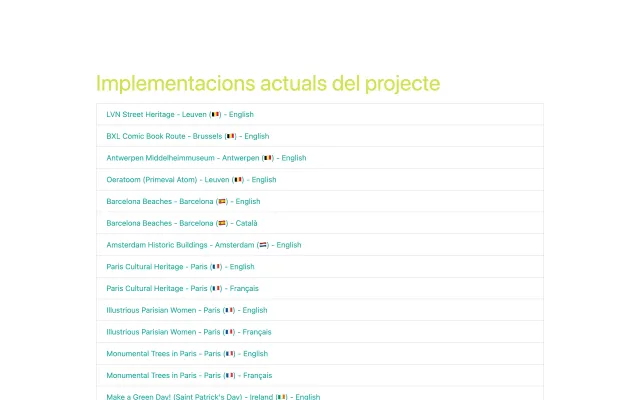 Implementacions actuals del projecte
LVN Street Heritage - Leuven (🇧🇪) - English
BXL Comic Book Route - Brussels (🇧🇪) - English
Antwerpen Middelheimmuseum - Antwerpen (🇧🇪) - English
Oeratoom (Primeval Atom) - Leuven (🇧🇪) - English
Barcelona Beaches - Barcelona (🇪🇸) - English
Barcelona Beaches - Barcelona (🇪🇸) - Català
Amsterdam Historic Buildings - Amsterdam (🇳🇱) - English
Paris Cultural Heritage - Paris (🇫🇷) - English
Paris Cultural Heritage - Paris (🇫🇷) - Français
Illustrious Parisian Women - Paris (🇫🇷) - English
Illustrious Parisian Women - Paris (🇫🇷) - Français
Monumental Trees in Paris - Paris (🇫🇷) - English
Monumental Trees in Paris - Paris (🇫🇷) - Français
Make a Green Day! (Saint Patrick's Day) - Ireland (🇮🇪) - English